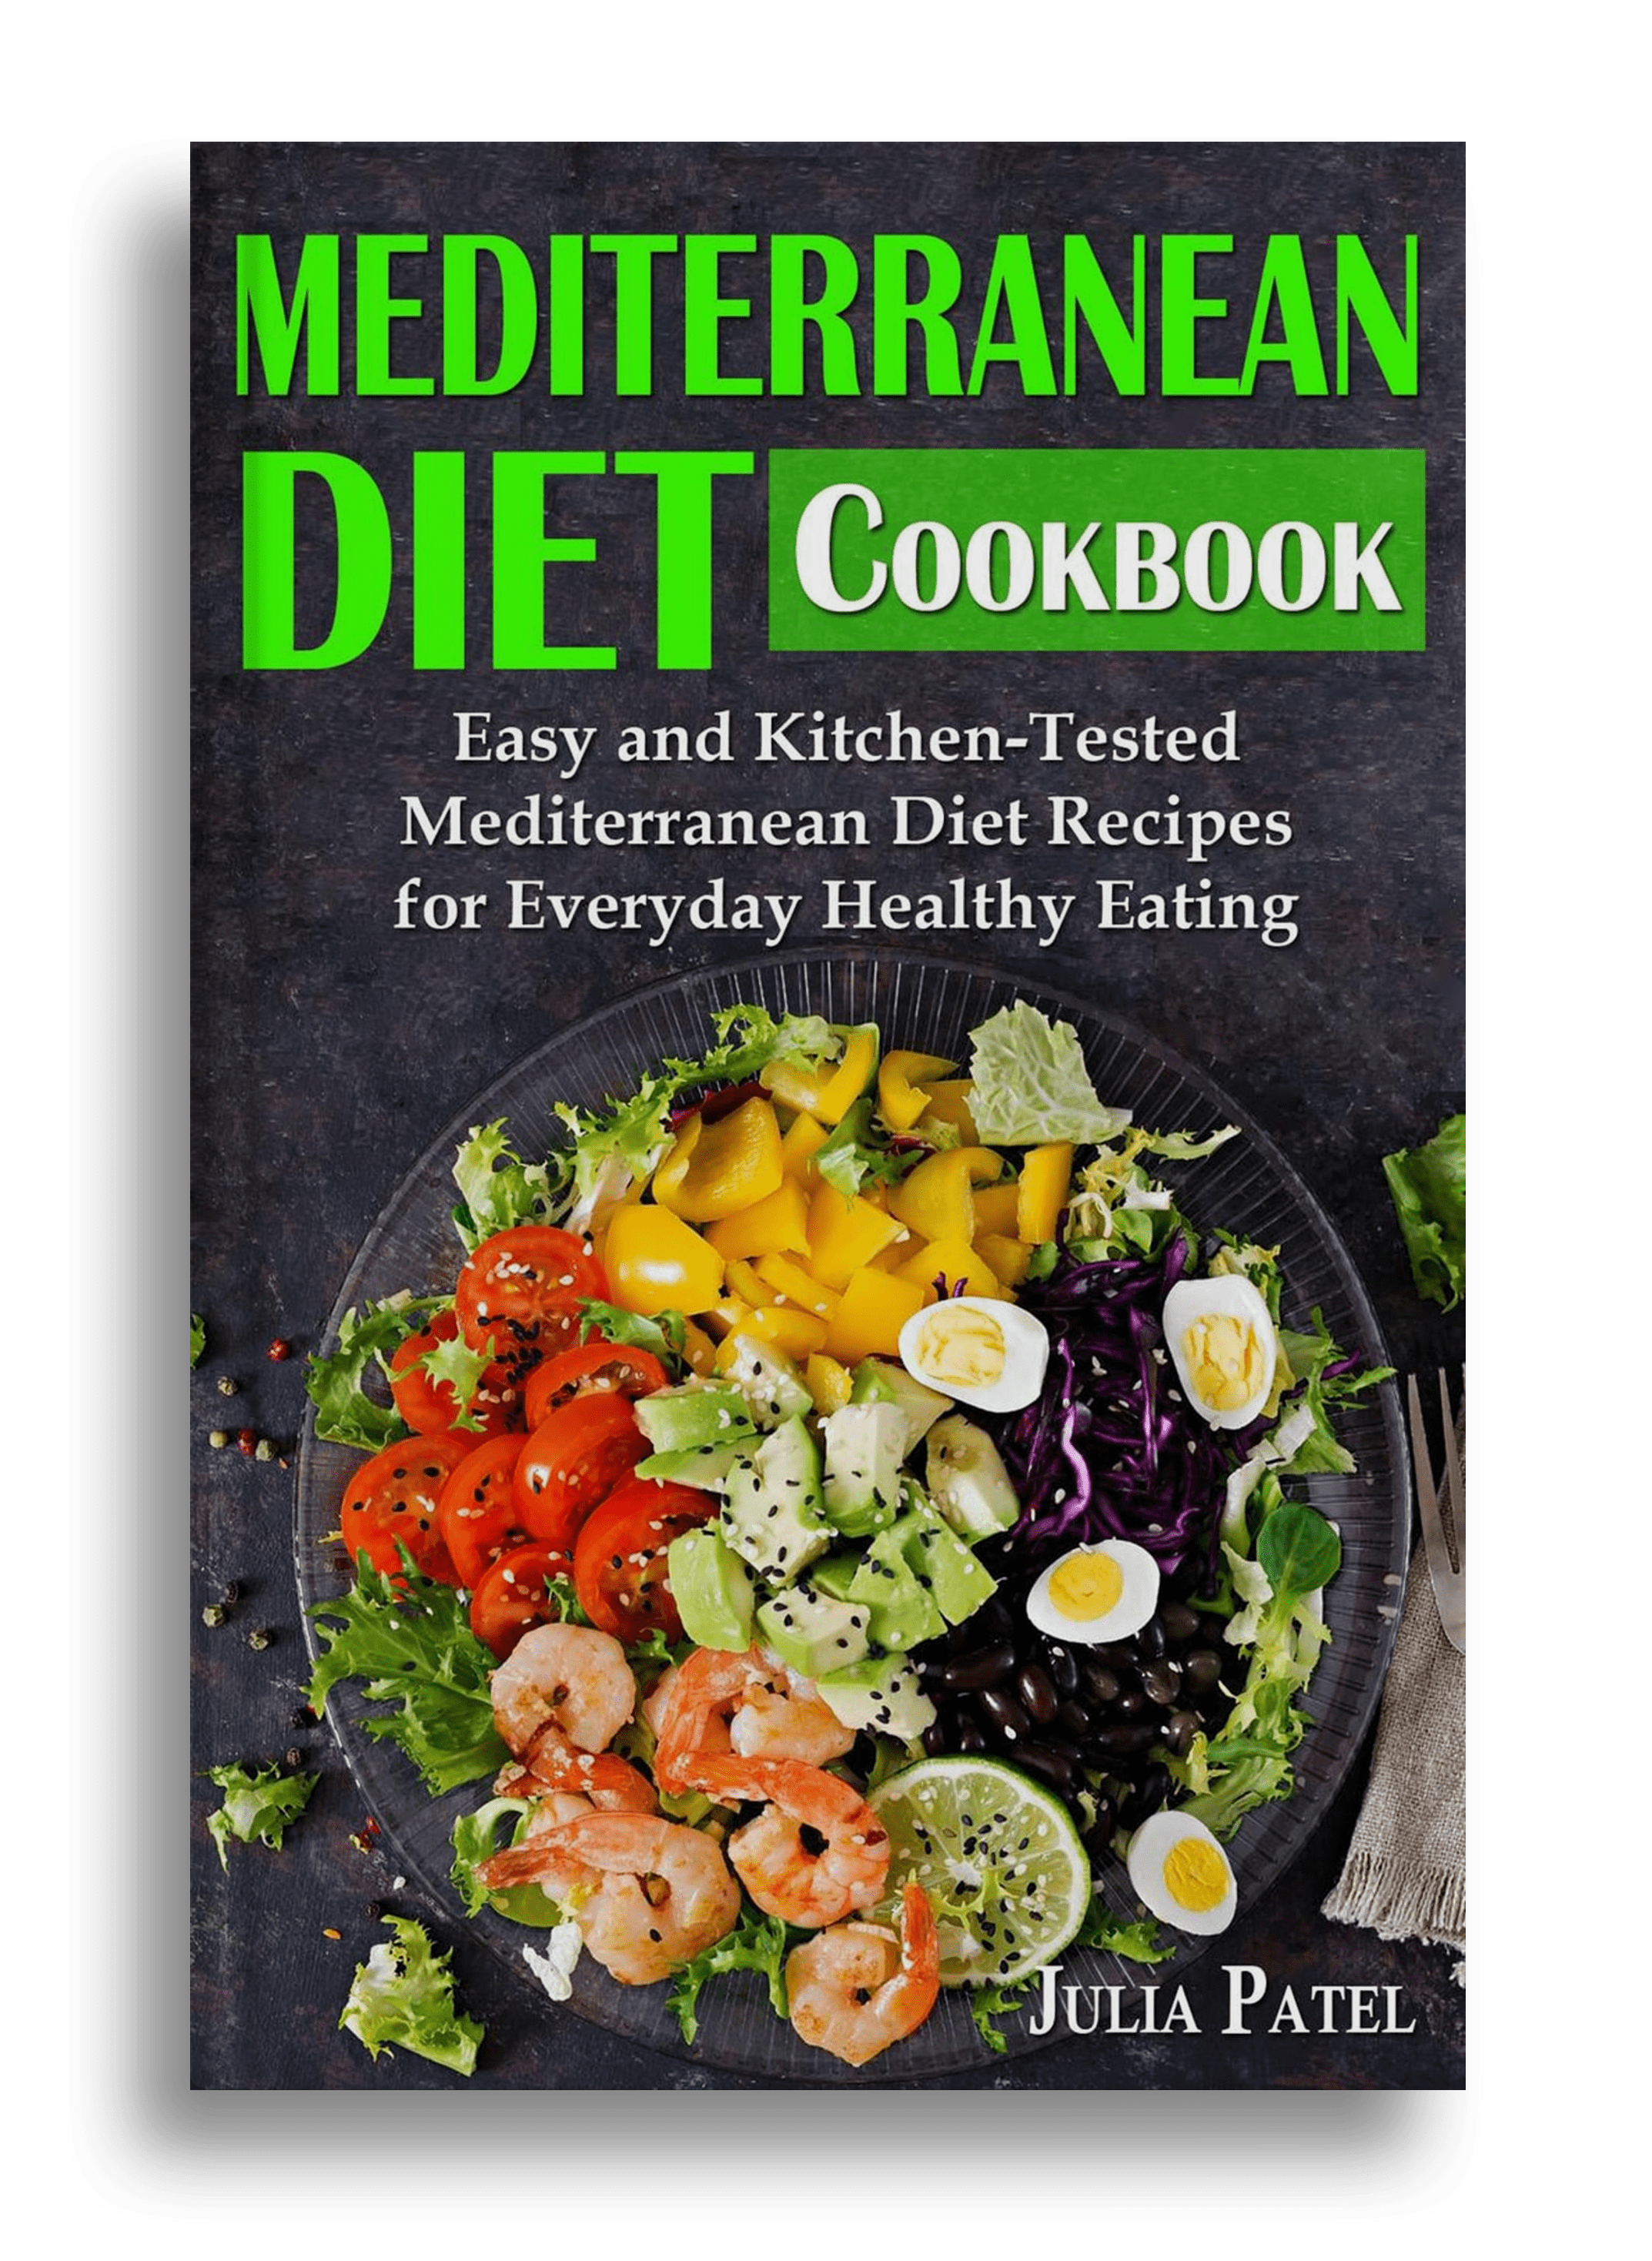 MEDITERRANEAN
DIET COOKBOOK
Easy and Kitchen-Tested
Mediterranean Diet Recipes
for Everyday Healthy Eating
JULIA PATEL